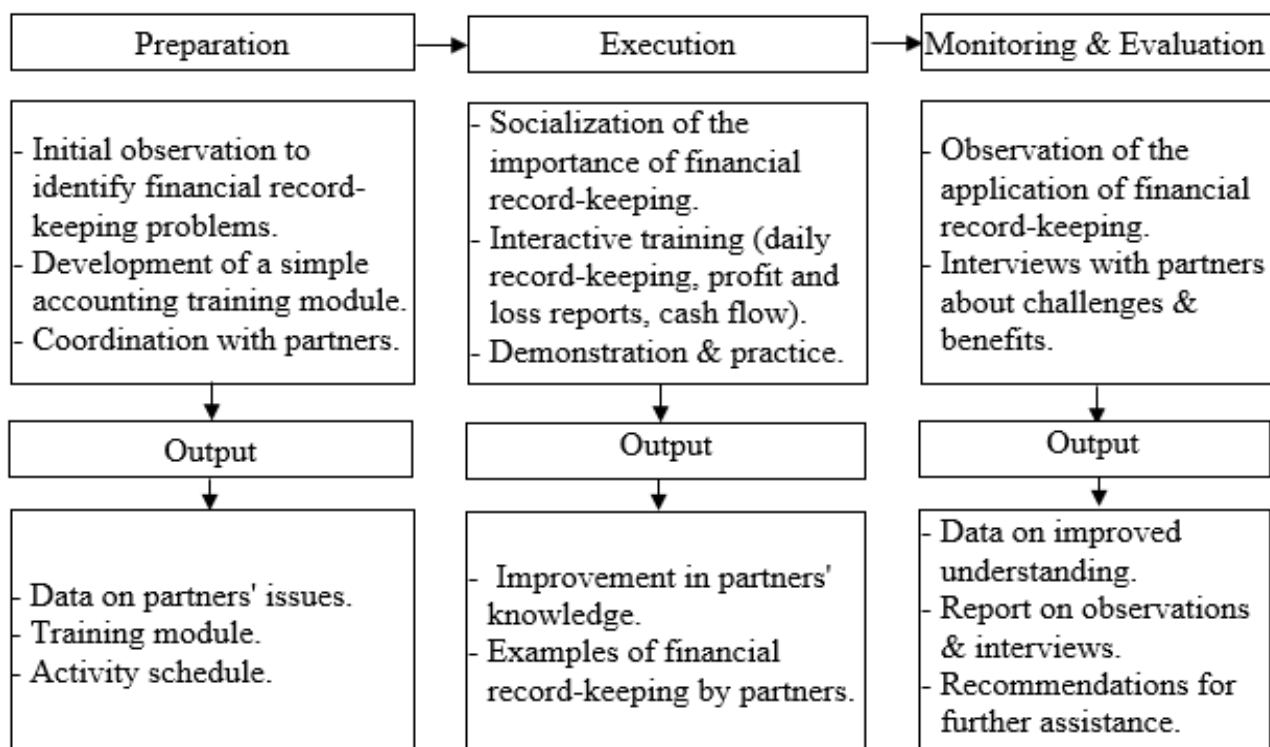 Preparation
Execution
Monitoring & Evaluation
- Initial observation to
identify financial record-
keeping problems.
- Development of a simple
accounting training module.
- Coordination with partners.
- Socialization of the
importance of financial
record-keeping.
- Interactive training (daily
record-keeping, profit and
loss reports, cash flow).
- Demonstration & practice.
- Observation of the
application of financial
record-keeping.
- Interviews with partners
about challenges &
benefits.
Output
Output
Output
- Data on partners' issues.
- Training module.
- Activity schedule.
- Improvement in partners'
knowledge.
- Examples of financial
record-keeping by partners.
- Data on improved
understanding.
- Report on observations
& interviews.
- Recommendations for
further assistance.